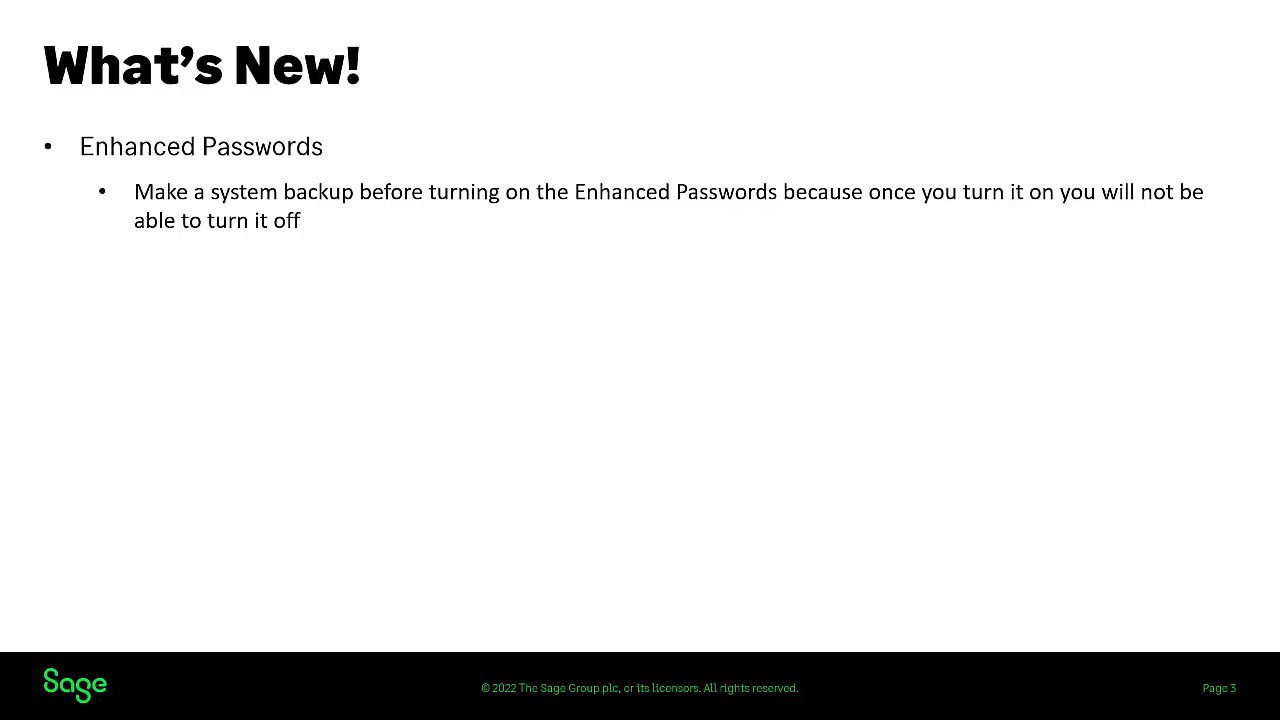 What’s New!
• Enhanced Passwords
• Make a system backup before turning on the Enhanced Passwords because once you turn it on you will not be
able to turn it off
Sage
© 2022 The Sage Group plc, or its licensors. All rights reserved.
Page 3